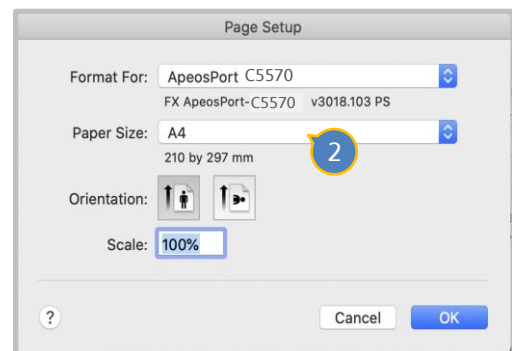 Page Setup
Format For: ApeosPort C5570
FX ApeosPort-C5570 v3018.103 PS
Paper Size: A4
2
210 by 297 mm
Orientation:
Scale: 100%
? Cancel OK